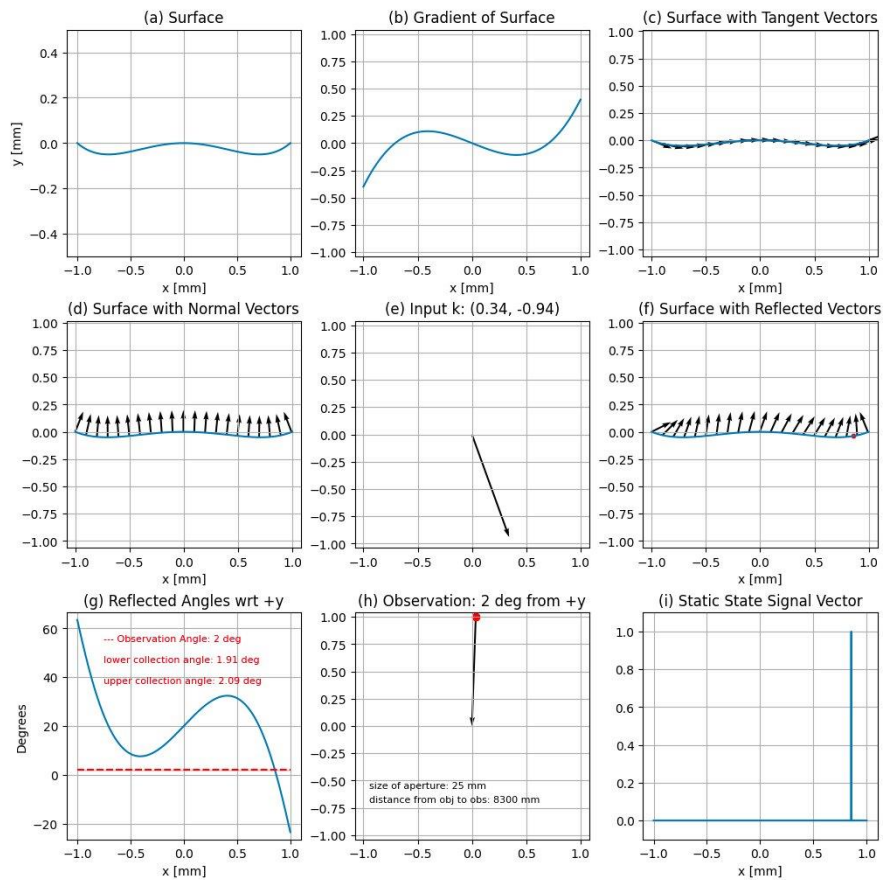 (a) Surface
(b) Gradient of Surface
(c) Surface with Tangent Vectors
y [mm]
0.4
0.2
0.0
−0.2
−0.4
−1.0 −0.5 0.0 0.5 1.0
x [mm]
1.00
0.75
0.50
0.25
0.00
−0.25
−0.50
−0.75
−1.00
−1.0 −0.5 0.0 0.5 1.0
x [mm]
1.00
0.75
0.50
0.25
0.00
−0.25
−0.50
−0.75
−1.00
−1.0 −0.5 0.0 0.5 1.0
x [mm]
(d) Surface with Normal Vectors
(e) Input k: (0.34, -0.94)
(f) Surface with Reflected Vectors
1.00
0.75
0.50
0.25
0.00
−0.25
−0.50
−0.75
−1.00
−1.0 −0.5 0.0 0.5 1.0
x [mm]
1.00
0.75
0.50
0.25
0.00
−0.25
−0.50
−0.75
−1.00
−1.0 −0.5 0.0 0.5 1.0
x [mm]
1.00
0.75
0.50
0.25
0.00
−0.25
−0.50
−0.75
−1.00
−1.0 −0.5 0.0 0.5 1.0
x [mm]
(g) Reflected Angles wrt +y
(h) Observation: 2 deg from +y
(i) Static State Signal Vector
Degrees
60
40
20
0
−20
--- Observation Angle: 2 deg
lower collection angle: 1.91 deg
upper collection angle: 2.09 deg
−1.0 −0.5 0.0 0.5 1.0
x [mm]
1.00
0.75
0.50
0.25
0.00
−0.25
−0.50
−0.75
−1.00
size of aperture: 25 mm
distance from obj to obs: 8300 mm
−1.0 −0.5 0.0 0.5 1.0
x [mm]
1.0
0.8
0.6
0.4
0.2
0.0
−1.0 −0.5 0.0 0.5 1.0
x [mm]